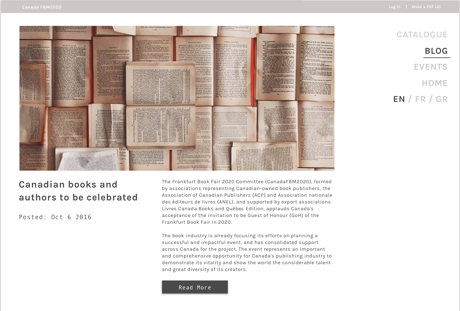 Canada FBM2020
Log in | Make a PDF (0)
CATALOGUE
BLOG
EVENTS
HOME
EN / FR / GR
Canadian books and
authors to be celebrated
Posted: Oct 6 2016
The Frankfurt Book Fair 2020 Committee (CanadaFBM2020), formed
by associations representing Canadian-owned book publishers, the
Association of Canadian Publishers (ACP) and Association nationale
des éditeurs de livres (ANEL), and supported by export associations
Livres Canada Books and Québec Edition, applauds Canada's
acceptance of the invitation to be Guest of Honour (GoH) of the
Frankfurt Book Fair in 2020.
The book industry is already focusing its efforts on planning a
successful and impactful event, and has consolidated support
across Canada for the project. The event represents an important
and comprehensive opportunity for Canada's publishing industry to
demonstrate its vitality and show the world the considerable talent
and great diversity of its creators.
Read More